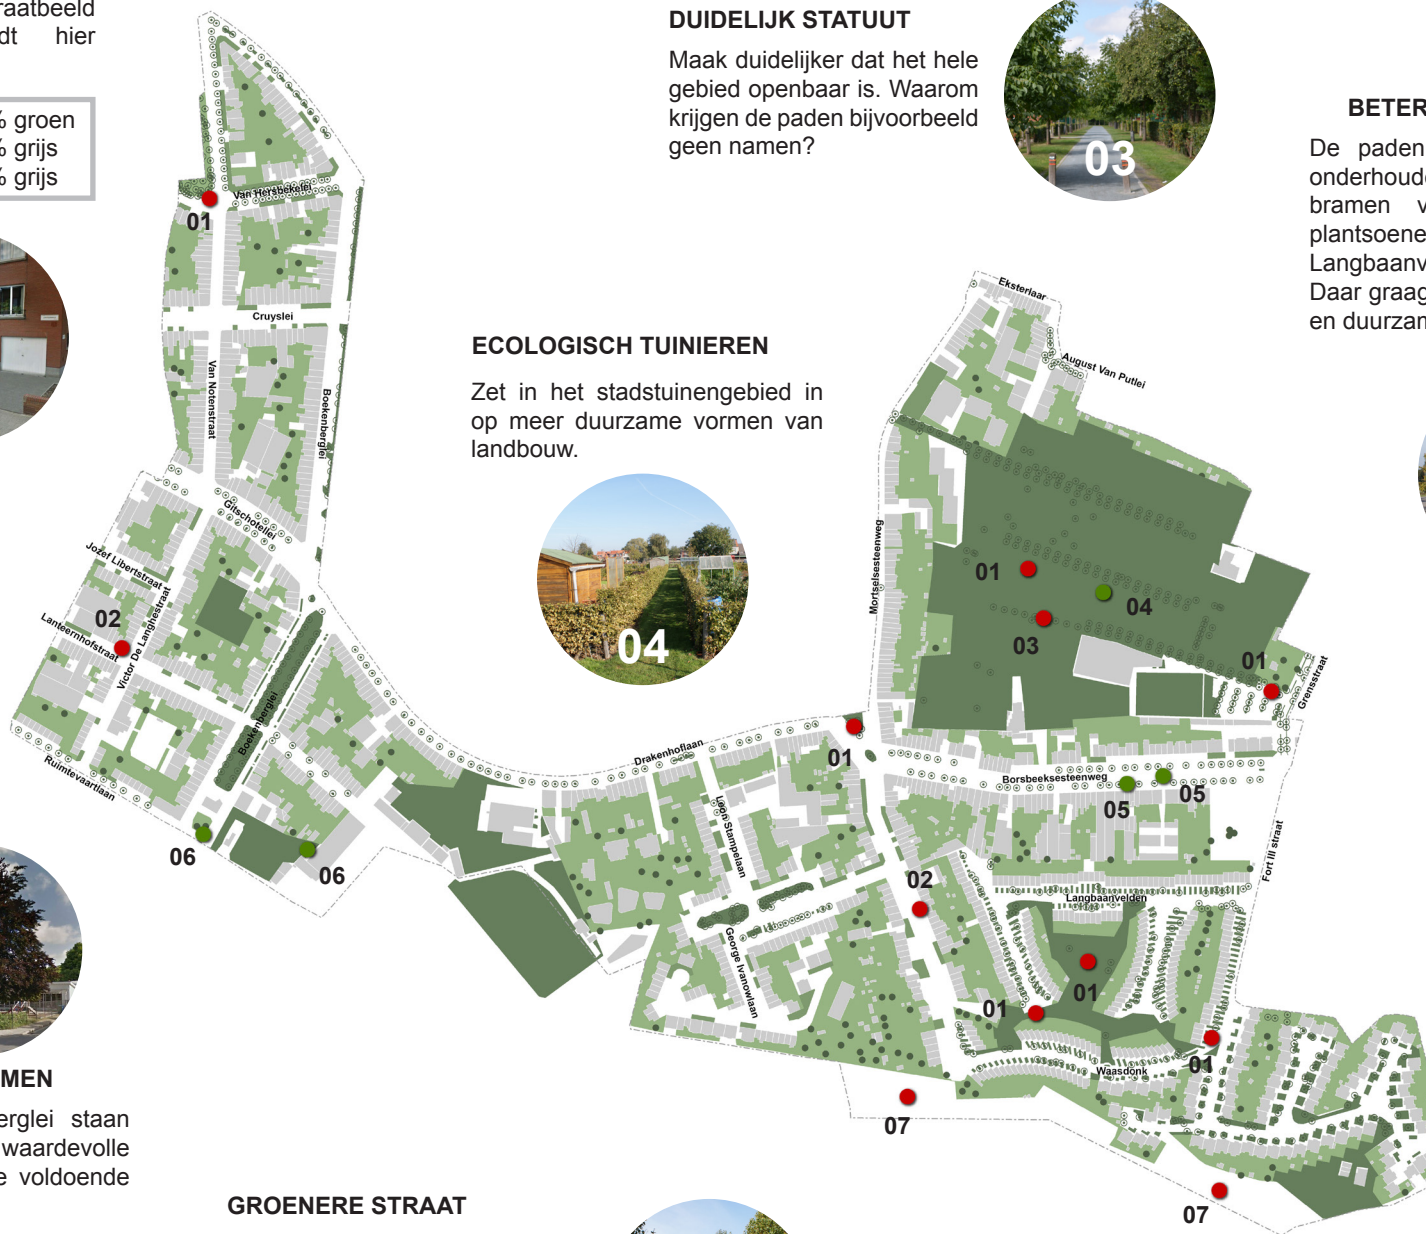 raatbeeld
dt hier
% groen
% grijs
% grijs
DUIDELIJK STATUUT
Maak duidelijker dat het hele
gebied openbaar is. Waarom
krijgen de paden bijvoorbeeld
geen namen?
03
BETER
De paden
onderhoude
bramen v
plantsoene
Langbaanv
Daar graag
en duurzan
ECOLOGISCH TUINIEREN
Zet in het stadstuinengebied in
op meer duurzame vormen van
landbouw.
04
Van Hersbekelei
01
Cruyslei
Van Notenstraat
Boekenberglei
Gitschotellei
Jozef Libertstraat
Lanteernhofstraat
02
Victor De Langhestraat
Boekenberglei
Ruimtevaartlaan
06
06
Eksterlaar
August Van Putlei
Mortselsesteenweg
01
04
03
01
Grensstraat
Drakenhoflaan
01
Borsbeeksesteenweg
05
05
Leon Stampelaan
Fort III straat
02
Langbaanvelden
George Ivanowlaan
01
01
01
Waasdonk
07
07
MEN
erglei staan
waardevolle
e voldoende
GROENERE STRAAT